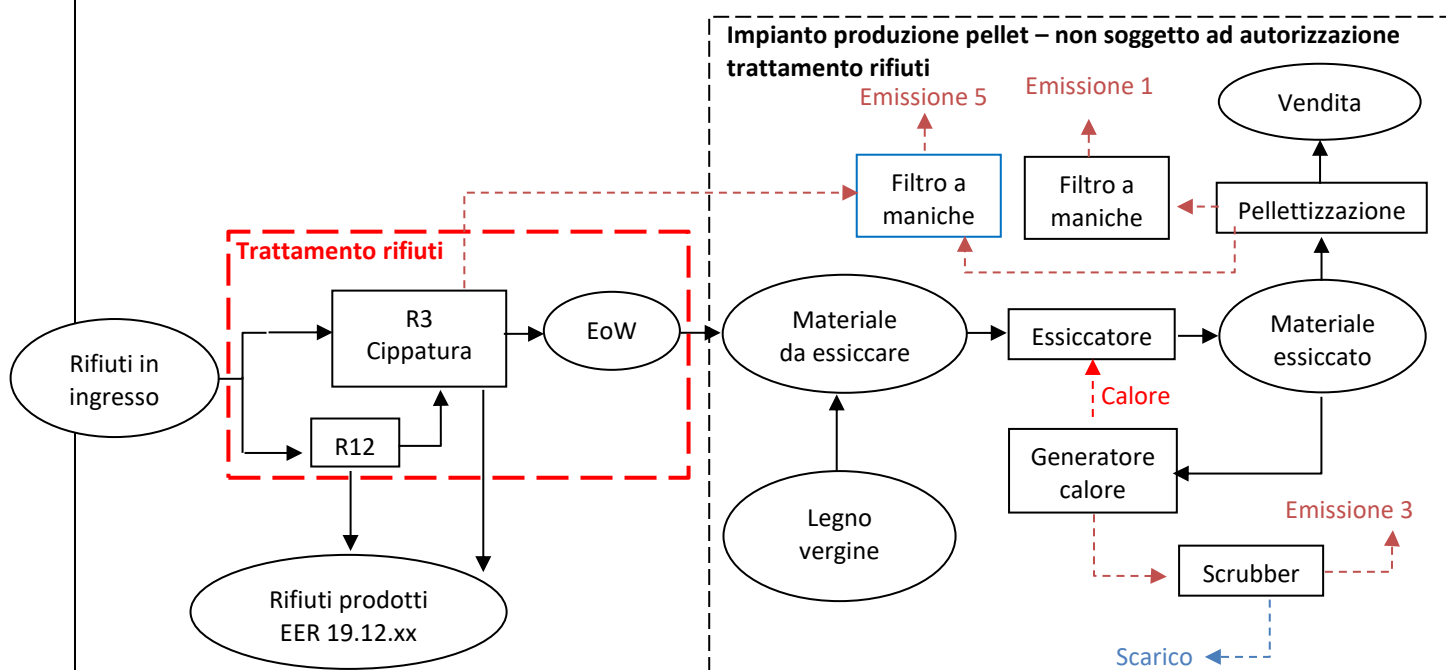 Impianto produzione pellet – non soggetto ad autorizzazione
trattamento rifiuti
Emissione 5
Emissione 1
Vendita
Filtro a
maniche
Filtro a
maniche
Pellettizzazione
Trattamento rifiuti
R3
Cippatura
EoW
Materiale
da essiccare
Essiccatore
Materiale
essiccato
Rifiuti in
ingresso
R12
Calore
Generatore
calore
Legno
vergine
Emissione 3
Scrubber
Rifiuti prodotti
EER 19.12.xx
Scarico